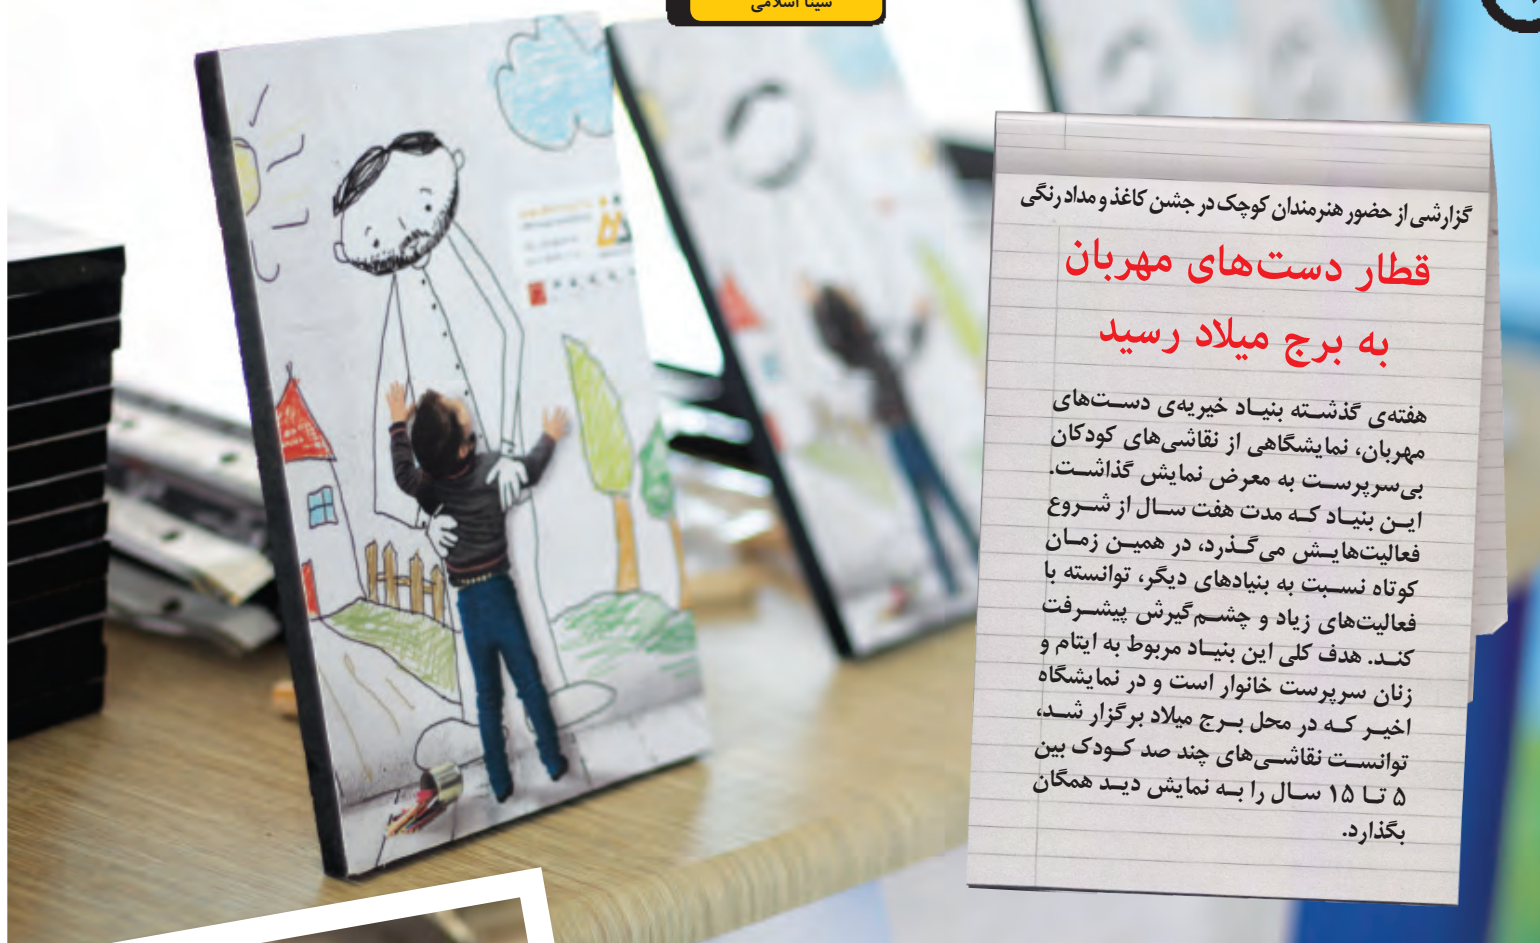 سینا اسلامی
گزارشی از حضور هنرمندان کوچک در جشن کاغذ و مداد رنگی
قطار دست‌های مهربان
به برج میلاد رسید
هفته‌ی گذشته بنیاد خیریه‌ی دست‌های
مهربان، نمایشگاهی از نقاشی‌های کودکان
بی‌سرپرست به معرض نمایش گذاشت.
این بنیاد که مدت هفت سال از شروع
فعالیت‌هایش می‌گذرد، در همین زمان
کوتاه نسبت به بنیادهای دیگر، توانسته با
فعالیت‌های زیاد و چشم‌گیرش پیشرفت
کند. هدف کلی این بنیاد مربوط به ایتام و
زنان سرپرست خانوار است و در نمایشگاه
اخیر که در محل برج میلاد برگزار شد،
توانست نقاشی‌های چند صد کودک بین
۵ تا ۱۵ سال را به نمایش دید همگان
بگذارد.